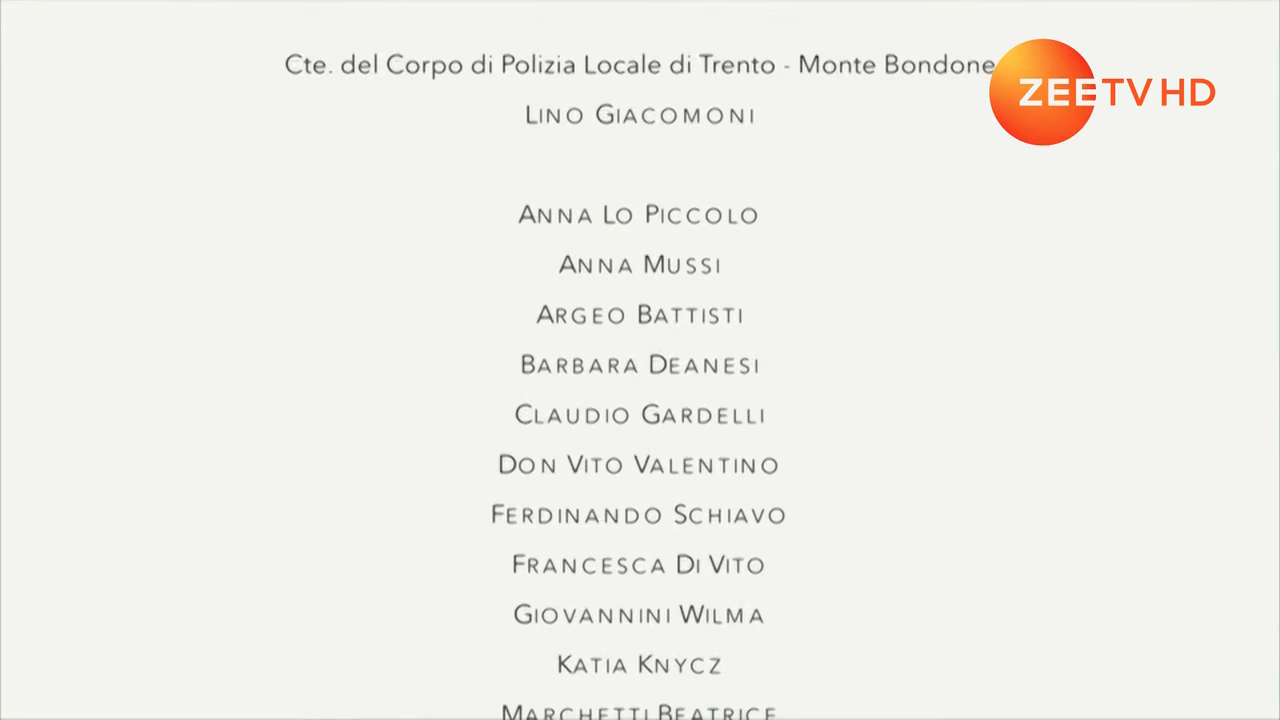 Cte. del Corpo di Polizia Locale di Trento - Monte Bondone
ZEE TV HD
LINO GIACOMONI
ANNA LO PICCOLO
ANNA MUSSI
ARGEO BATTISTI
BARBARA DEANESI
CLAUDIO GARDELLI
DON VITO VALENTINO
FERDINANDO SCHIAVO
FRANCESCA DI VITO
GIOVANNINI WILMA
KATIA KNYCZ
MARCHETTI BEATRICE